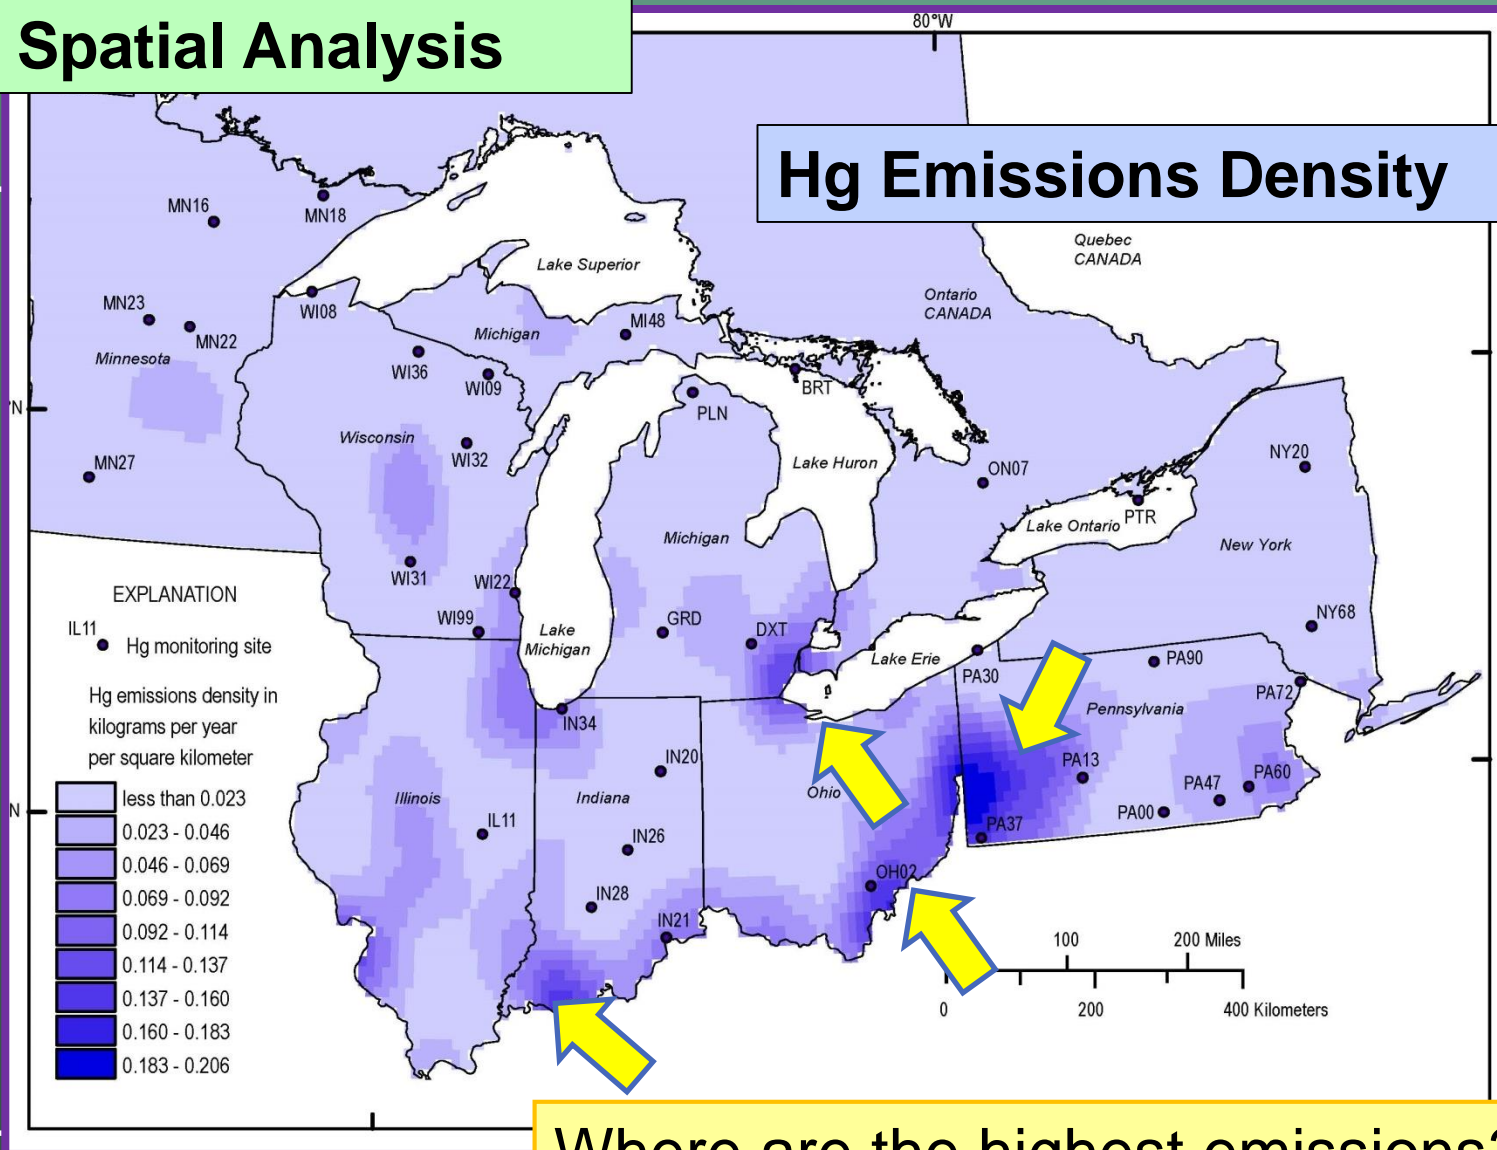 Spatial Analysis
80°W
Hg Emissions Density
Quebec
CANADA
MN16
MN18
Lake Superior
Ontario
CANADA
MN23
WI08
MI48
Michigan
MN22
Minnesota
WI36
WI09
BRT
°N
PLN
Wisconsin
NY20
WI32
Lake Huron
MN27
ON07
PTR
Lake Ontario
Michigan
New York
WI31
WI22
EXPLANATION
NY68
IL11
Hg monitoring site
WI99
GRD
DXT
Lake
Michigan
Lake Erie
PA90
PA30
PA72
Hg emissions density in
kilograms per year
per square kilometer
Pennsylvania
IN34
IN20
PA13
PA60
PA47
less than 0.023
Illinois
Indiana
Ohio
N
PA00
IL11
PA37
0.023 - 0.046
IN26
0.046 - 0.069
OH02
0.069 - 0.092
IN28
IN21
0.092 - 0.114
100
200 Miles
0.114 - 0.137
0.137 - 0.160
0
200
400 Kilometers
0.160 - 0.183
0.183 - 0.206
Where are the highest emissions?